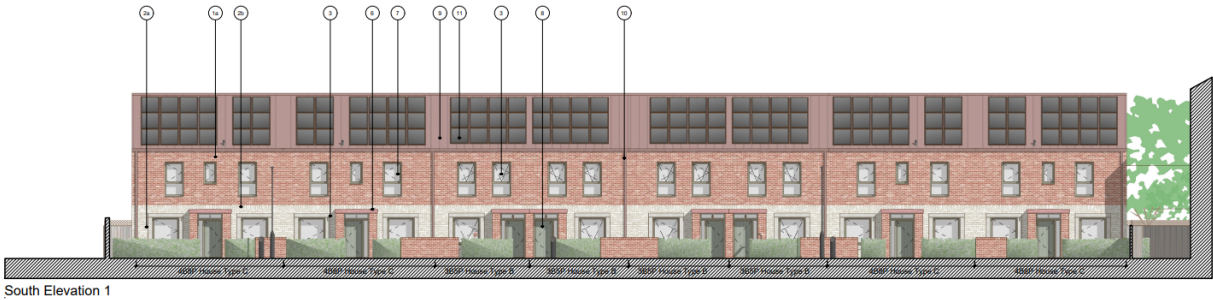 2a 1a 2b 3 6 7 9 11 3 8 10
4B8P House Type C 4B8P House Type C 3B5P House Type B 3B5P House Type B 3B5P House Type B 3B5P House Type B 4B8P House Type C 4B8P House Type C
South Elevation 1